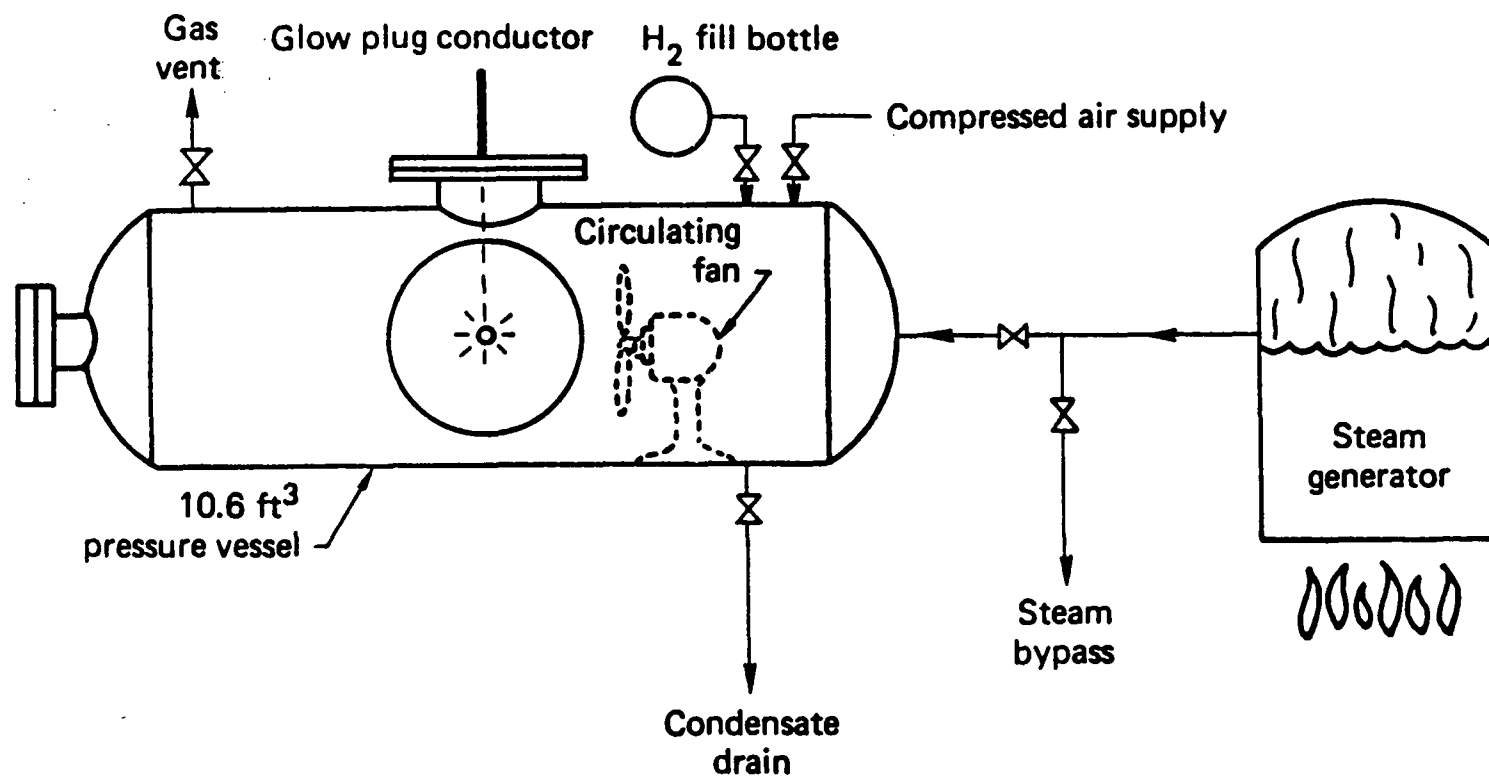 Gas
vent
Glow plug conductor
H2 fill bottle
Compressed air supply
Circulating
fan
10.6 ft3
pressure vessel
Steam
generator
Steam
bypass
Condensate
drain